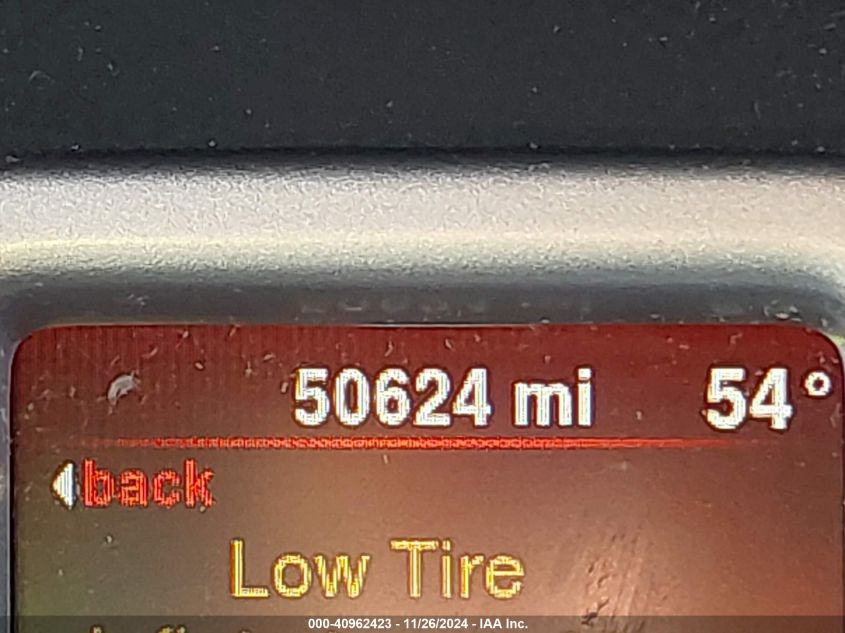 50624 mi 54°
back
Low Tire
000-40962423 - 11/26/2024 - IAA Inc.